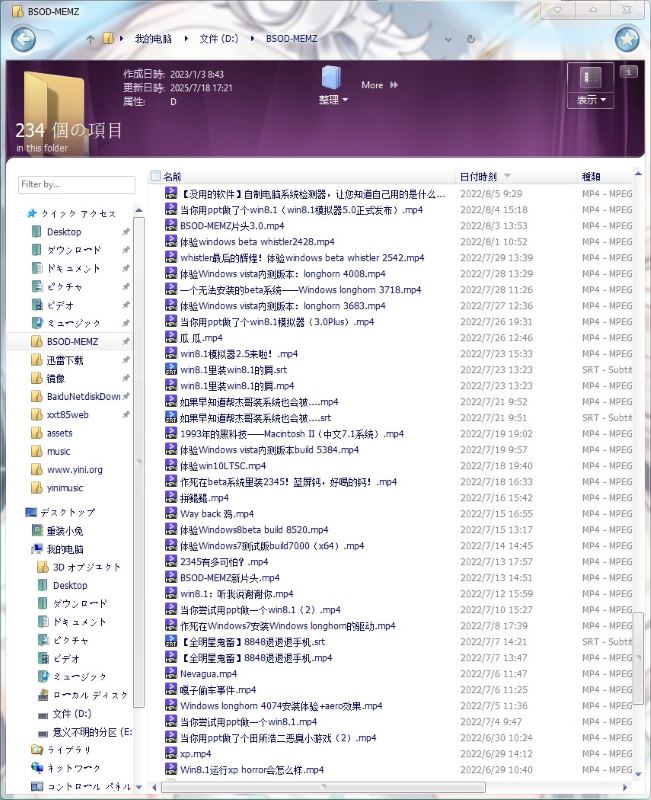 BSOD-MEMZ
我的电脑 文件 (D:) BSOD-MEMZ
作成日時: 2023/1/3 8:43
更新日時: 2025/7/18 17:21
属性: D
整理
More
表示
234 個の項目
in this folder
Filter by...
クイック アクセス
Desktop
ダウンロード
ドキュメント
ピクチャ
ビデオ
ミュージック
BSOD-MEMZ
迅雷下载
镜像
BaiduNetdiskDow
xxt85web
assets
music
www.yini.org
yinimusic
デスクトップ
重装小兔
我的电脑
3D オブジェクト
Desktop
ダウンロード
ドキュメント
ピクチャ
ビデオ
ミュージック
ローカル ディスク
文件 (D:)
意义不明的分区 (E:
ライブラリ
ネットワーク
コントロール パネル
名前 日付時刻 種類
【没用的软件】自制电脑系统检测器，让您知道自己用的是什么... 2022/8/5 9:29 MP4 - MPEG
当你用ppt做了个win8.1（win8.1模拟器5.0正式发布）.mp4 2022/8/4 15:18 MP4 - MPEG
BSOD-MEMZ片头3.0.mp4 2022/8/3 13:53 MP4 - MPEG
体验windows beta whistler2428.mp4 2022/8/1 10:52 MP4 - MPEG
whistler最后的辉煌！体验windows beta whistler 2542.mp4 2022/7/29 13:39 MP4 - MPEG
体验Windows vista内测版本：longhorn 4008.mp4 2022/7/29 13:29 MP4 - MPEG
一个无法安装的beta系统——Windows longhorn 3718.mp4 2022/7/28 11:26 MP4 - MPEG
体验Windows vista内测版本：longhorn 3683.mp4 2022/7/27 12:36 MP4 - MPEG
当你用ppt做了个win8.1模拟器（3.0Plus）.mp4 2022/7/26 19:31 MP4 - MPEG
瓜 瓜.mp4 2022/7/26 12:46 MP4 - MPEG
win8.1模拟器2.5来啦！.mp4 2022/7/23 15:33 MP4 - MPEG
win8.1里装win8.1的屑.srt 2022/7/23 13:23 SRT - Subtit
win8.1里装win8.1的屑.mp4 2022/7/23 13:23 MP4 - MPEG
如果早知道帮杰哥装系统也会被....mp4 2022/7/21 9:52 MP4 - MPEG
如果早知道帮杰哥装系统也会被....srt 2022/7/21 9:51 SRT - Subtit
1993年的黑科技——Macintosh II（中文7.1系统）.mp4 2022/7/19 19:02 MP4 - MPEG
体验Windows vista内测版本build 5384.mp4 2022/7/19 9:57 MP4 - MPEG
体验win10LTSC.mp4 2022/7/18 19:40 MP4 - MPEG
作死在beta系统里装2345！蓝屏钙，好喝的钙！.mp4 2022/7/18 16:33 MP4 - MPEG
2022/7/16 15:42 MP4 - MPEG
Way back 鸦.mp4 2022/7/15 16:55 MP4 - MPEG
体验Windows8beta build 8520.mp4 2022/7/15 13:17 MP4 - MPEG
体验Windows7测试版build7000（x64）.mp4 2022/7/14 14:45 MP4 - MPEG
2345有多可怕？.mp4 2022/7/13 17:57 MP4 - MPEG
BSOD-MEMZ新片头.mp4 2022/7/13 14:51 MP4 - MPEG
win8.1：听我说谢谢你.mp4 2022/7/12 15:59 MP4 - MPEG
当你尝试用ppt做一个win8.1（2）.mp4 2022/7/10 15:27 MP4 - MPEG
作死在Windows7安装Windows longhorn的驱动.mp4 2022/7/8 17:39 MP4 - MPEG
【全明星鬼畜】8848退退退手机.srt 2022/7/7 14:21 SRT - Subtit
【全明星鬼畜】8848退退退手机.mp4 2022/7/7 13:47 MP4 - MPEG
Nevagua.mp4 2022/7/6 11:31 MP4 - MPEG
嘎子偷车事件.mp4 2022/7/6 11:25 MP4 - MPEG
Windows longhorn 4074安装体验+aero效果.mp4 2022/7/5 11:36 MP4 - MPEG
当你尝试用ppt做一个win8.1.mp4 2022/7/4 9:47 MP4 - MPEG
当你用ppt做了个田所浩二恶臭小游戏（2）.mp4 2022/6/30 10:24 MP4 - MPEG
xp.mp4 2022/6/29 14:12 MP4 - MPEG
Win8.1运行xp horror会怎么样.mp4 2022/6/29 10:40 MP4 - MPEG